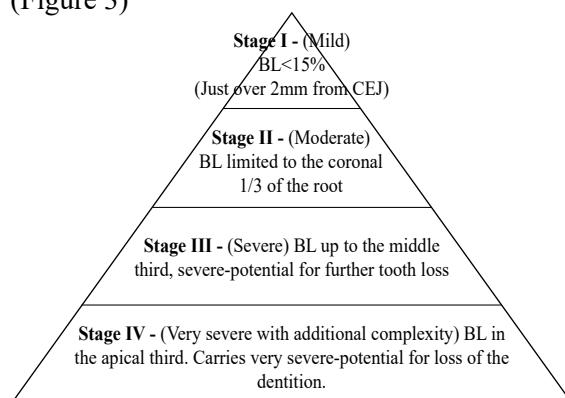 (Figure 3)
Stage I - (Mild)
BL<15%
(Just over 2mm from CEJ)
Stage II - (Moderate)
BL limited to the coronal
1/3 of the root
Stage III - (Severe) BL up to the middle
third, severe-potential for further tooth loss
Stage IV - (Very severe with additional complexity) BL in
the apical third. Carries very severe-potential for loss of the
dentition.